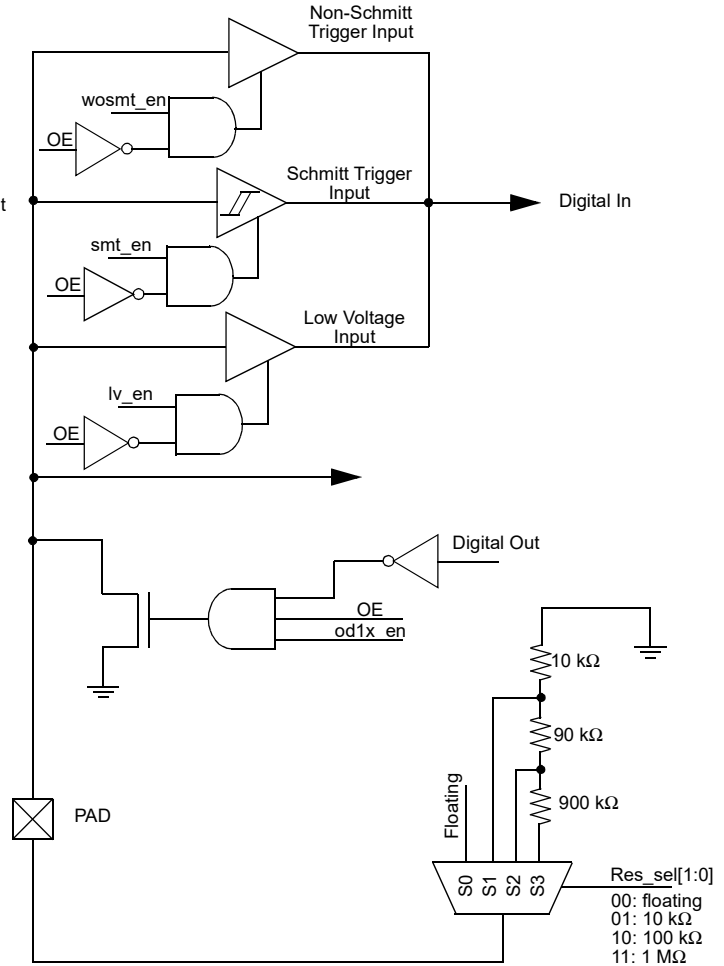 Non-Schmitt
Trigger Input
wosmt_en
OE
Schmitt Trigger
Input
Digital In
t
smt_en
OE
Low Voltage
Input
lv_en
OE
Digital Out
OE
od1x_en
10 kΩ
90 kΩ
900 kΩ
Floating
PAD
S0
S1
S2
S3
Res_sel[1:0]
00: floating
01: 10 kΩ
10: 100 kΩ
11: 1 MΩ